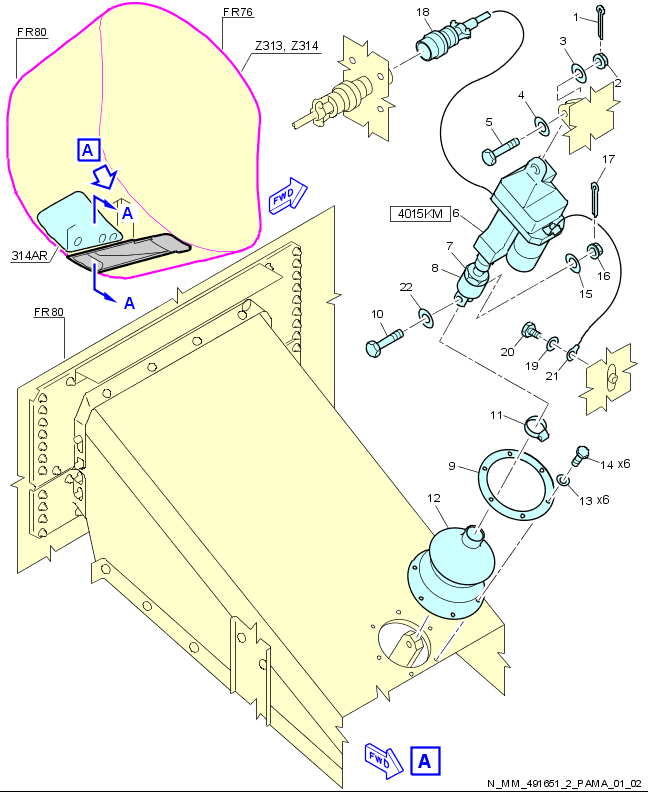 FR76
FR80
Z313, Z314
18
1
3
2
4
5
17
A
FWD
A
4015KM 6
7
8
314AR
A
16
15
22
10
FR80
20
19
21
11
9
14 x6
13 x6
12
FWD
A
N_MM_491651_2_PAMA_01_02